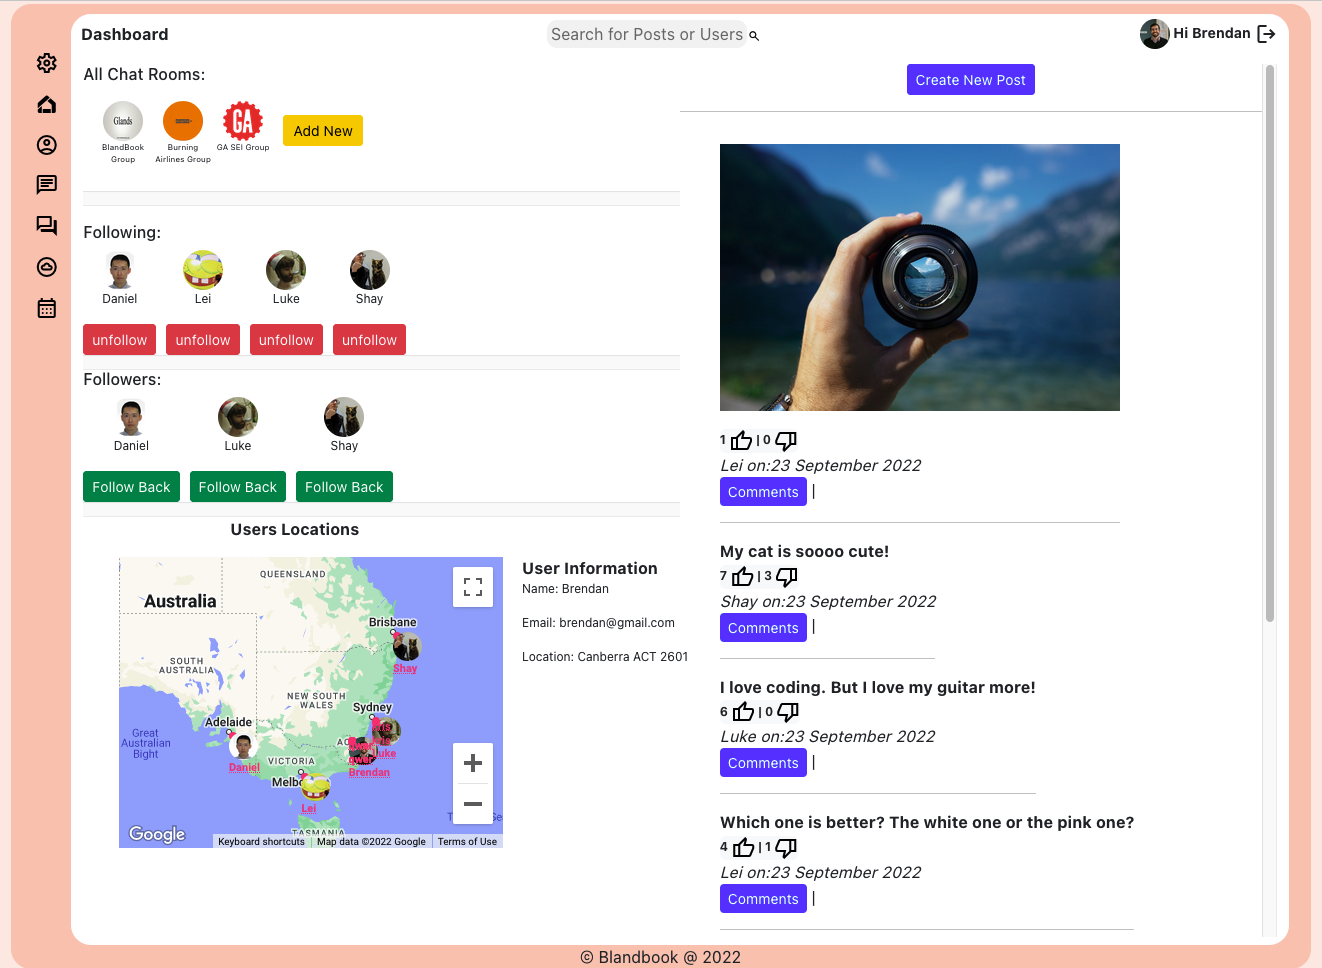 Dashboard
Search for Posts or Users
Hi Brendan
All Chat Rooms:
Glands
BlandBook
Group
Burning
Airlines Group
GA
GA SEI Group
Add New
Following:
Daniel
Lei
Luke
Shay
unfollow
unfollow
unfollow
unfollow
Followers:
Daniel
Luke
Shay
Follow Back
Follow Back
Follow Back
Users Locations
QUEENSLAND
Australia
Brisbane
Shay
SOUTH
AUSTRALIA
NEW SOUTH
WALES
Sydney
Adelaide
Great
Australian
Bight
Daniel
VICTORIA
Luke
Brendan
Lei
TASMANIA
Google
Keyboard shortcuts
Map data ©2022 Google
Terms of Use
User Information
Name: Brendan
Email: brendan@gmail.com
Location: Canberra ACT 2601
Create New Post
1 | 0
Lei on:23 September 2022
Comments |
My cat is soooo cute!
7 | 3
Shay on:23 September 2022
Comments |
I love coding. But I love my guitar more!
6 | 0
Luke on:23 September 2022
Comments |
Which one is better? The white one or the pink one?
4 | 1
Lei on:23 September 2022
Comments |
© Blandbook @ 2022